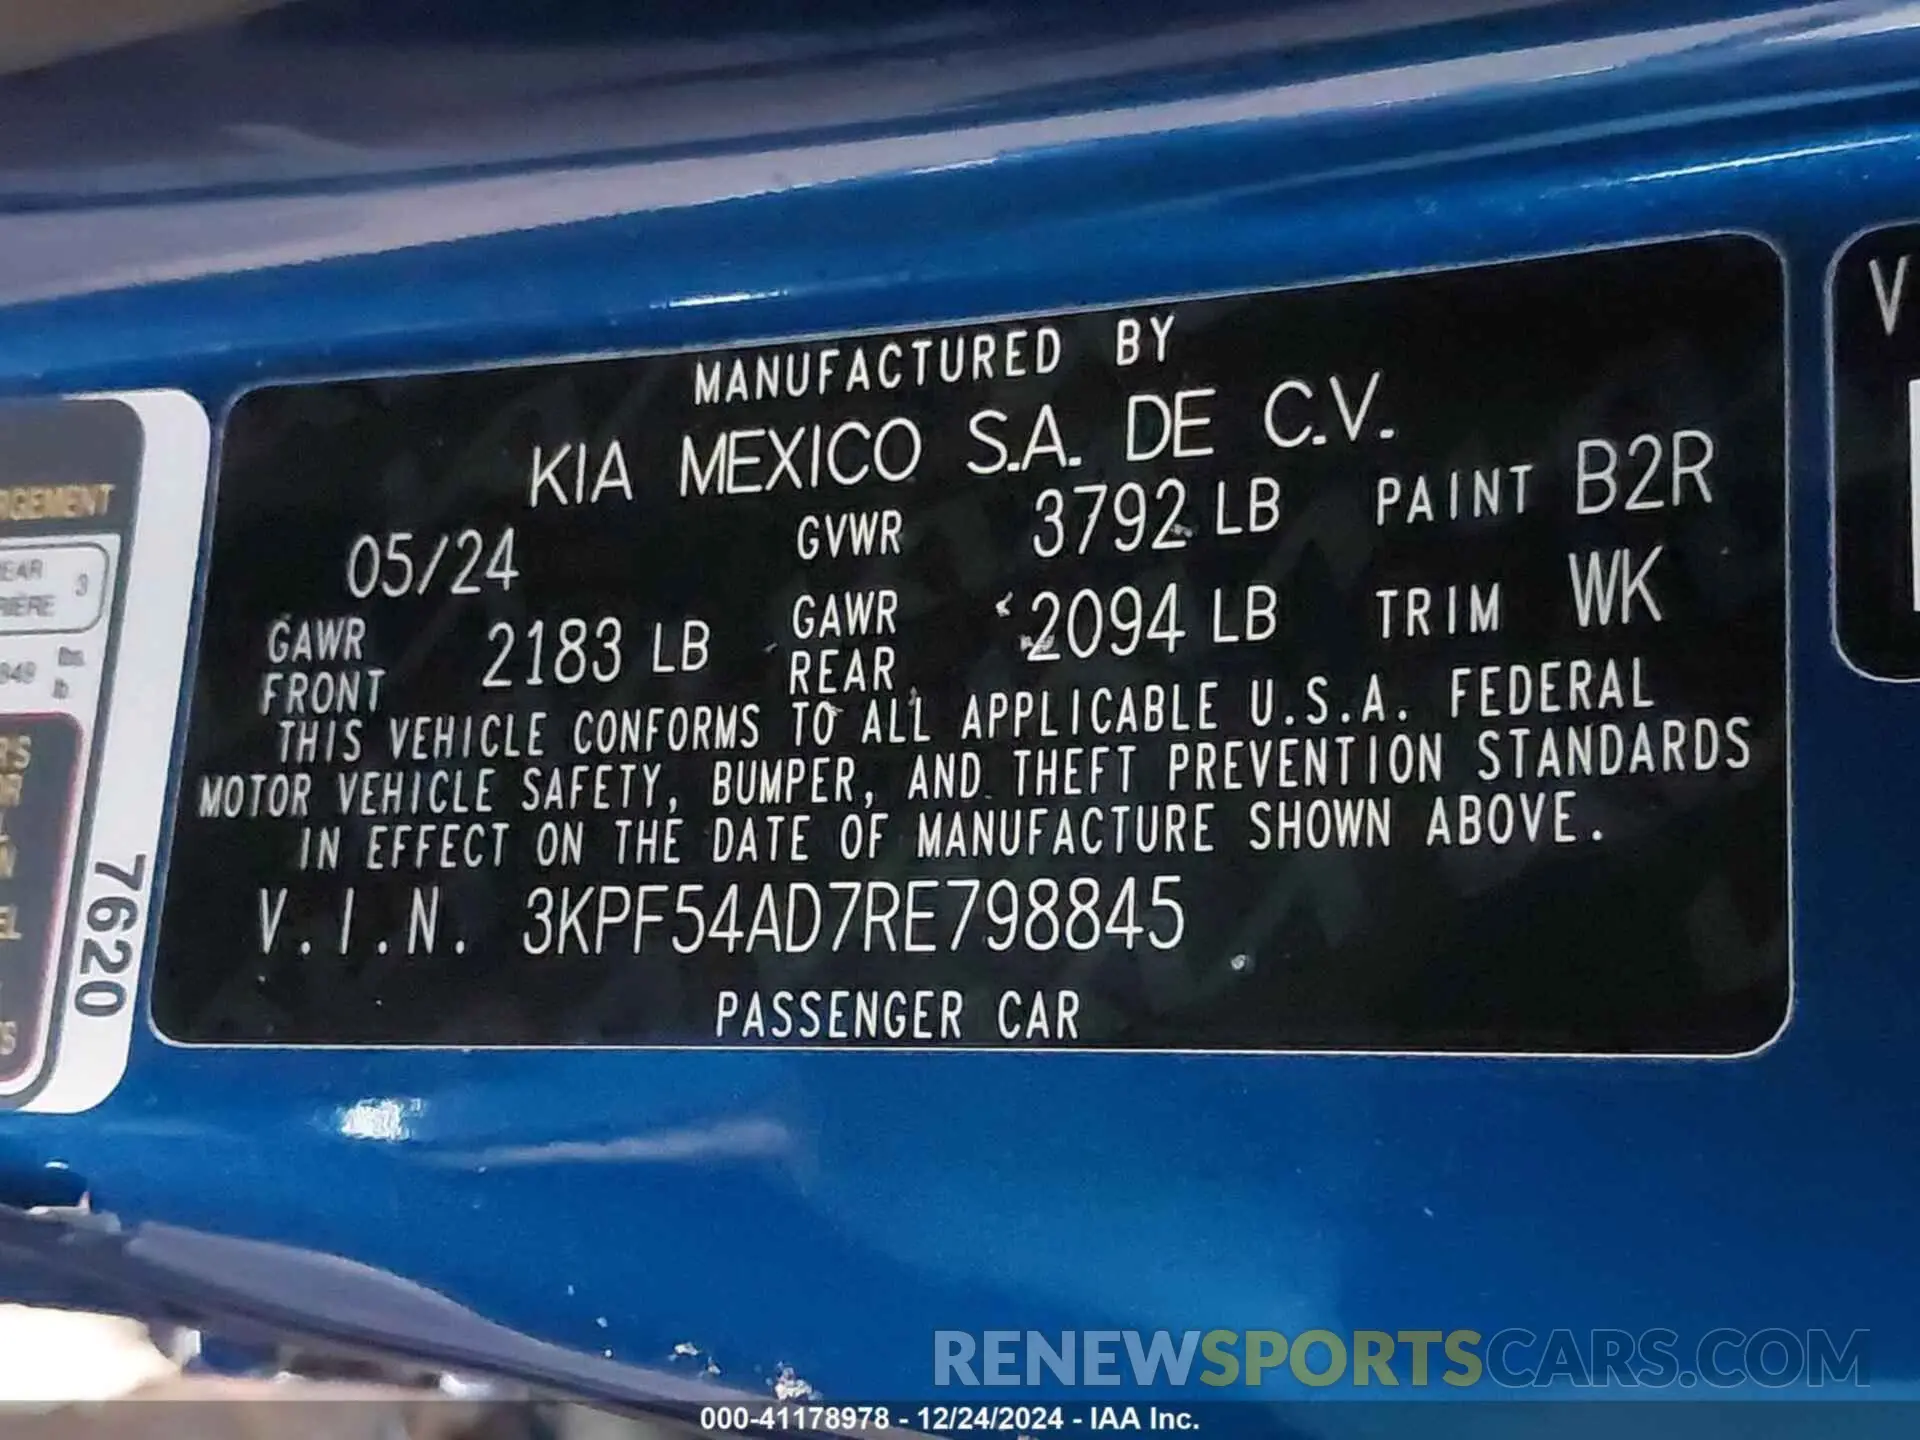 MANUFACTURED BY
KIA MEXICO S.A. DE C.V.
05/24 GVWR 3792 LB PAINT B2R
GAWR FRONT 2183 LB GAWR REAR 2094 LB TRIM WK
THIS VEHICLE CONFORMS TO ALL APPLICABLE U.S.A. FEDERAL
MOTOR VEHICLE SAFETY, BUMPER, AND THEFT PREVENTION STANDARDS
IN EFFECT ON THE DATE OF MANUFACTURE SHOWN ABOVE.
V.I.N. 3KPF54AD7RE798845
PASSENGER CAR
3
lbs.
lb.
7620
V
RENEWSPORTSCARS.COM
000-41178978 - 12/24/2024 - IAA Inc.